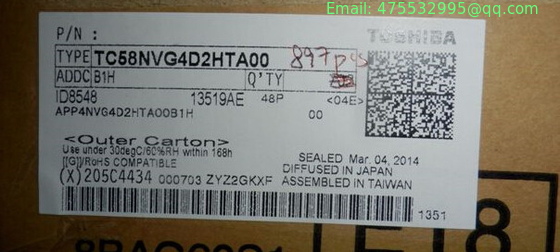 Email: 475532995@qq.com
P/N :
TOSHIBA
TYPE TC58NVG4D2HTA00 897pcs
ADDC B1H Q'TY
ID8548 13519AE 48P <04E>
APP4NVG4D2HTA00B1H 00
<Outer Carton>
Use under 30degC/60%RH within 168h
[[G]]/RoHS COMPATIBLE
SEALED Mar. 04, 2014
DIFFUSED IN JAPAN
(X)205C4434 000703 ZYZ2GKXF ASSEMBLED IN TAIWAN
1351